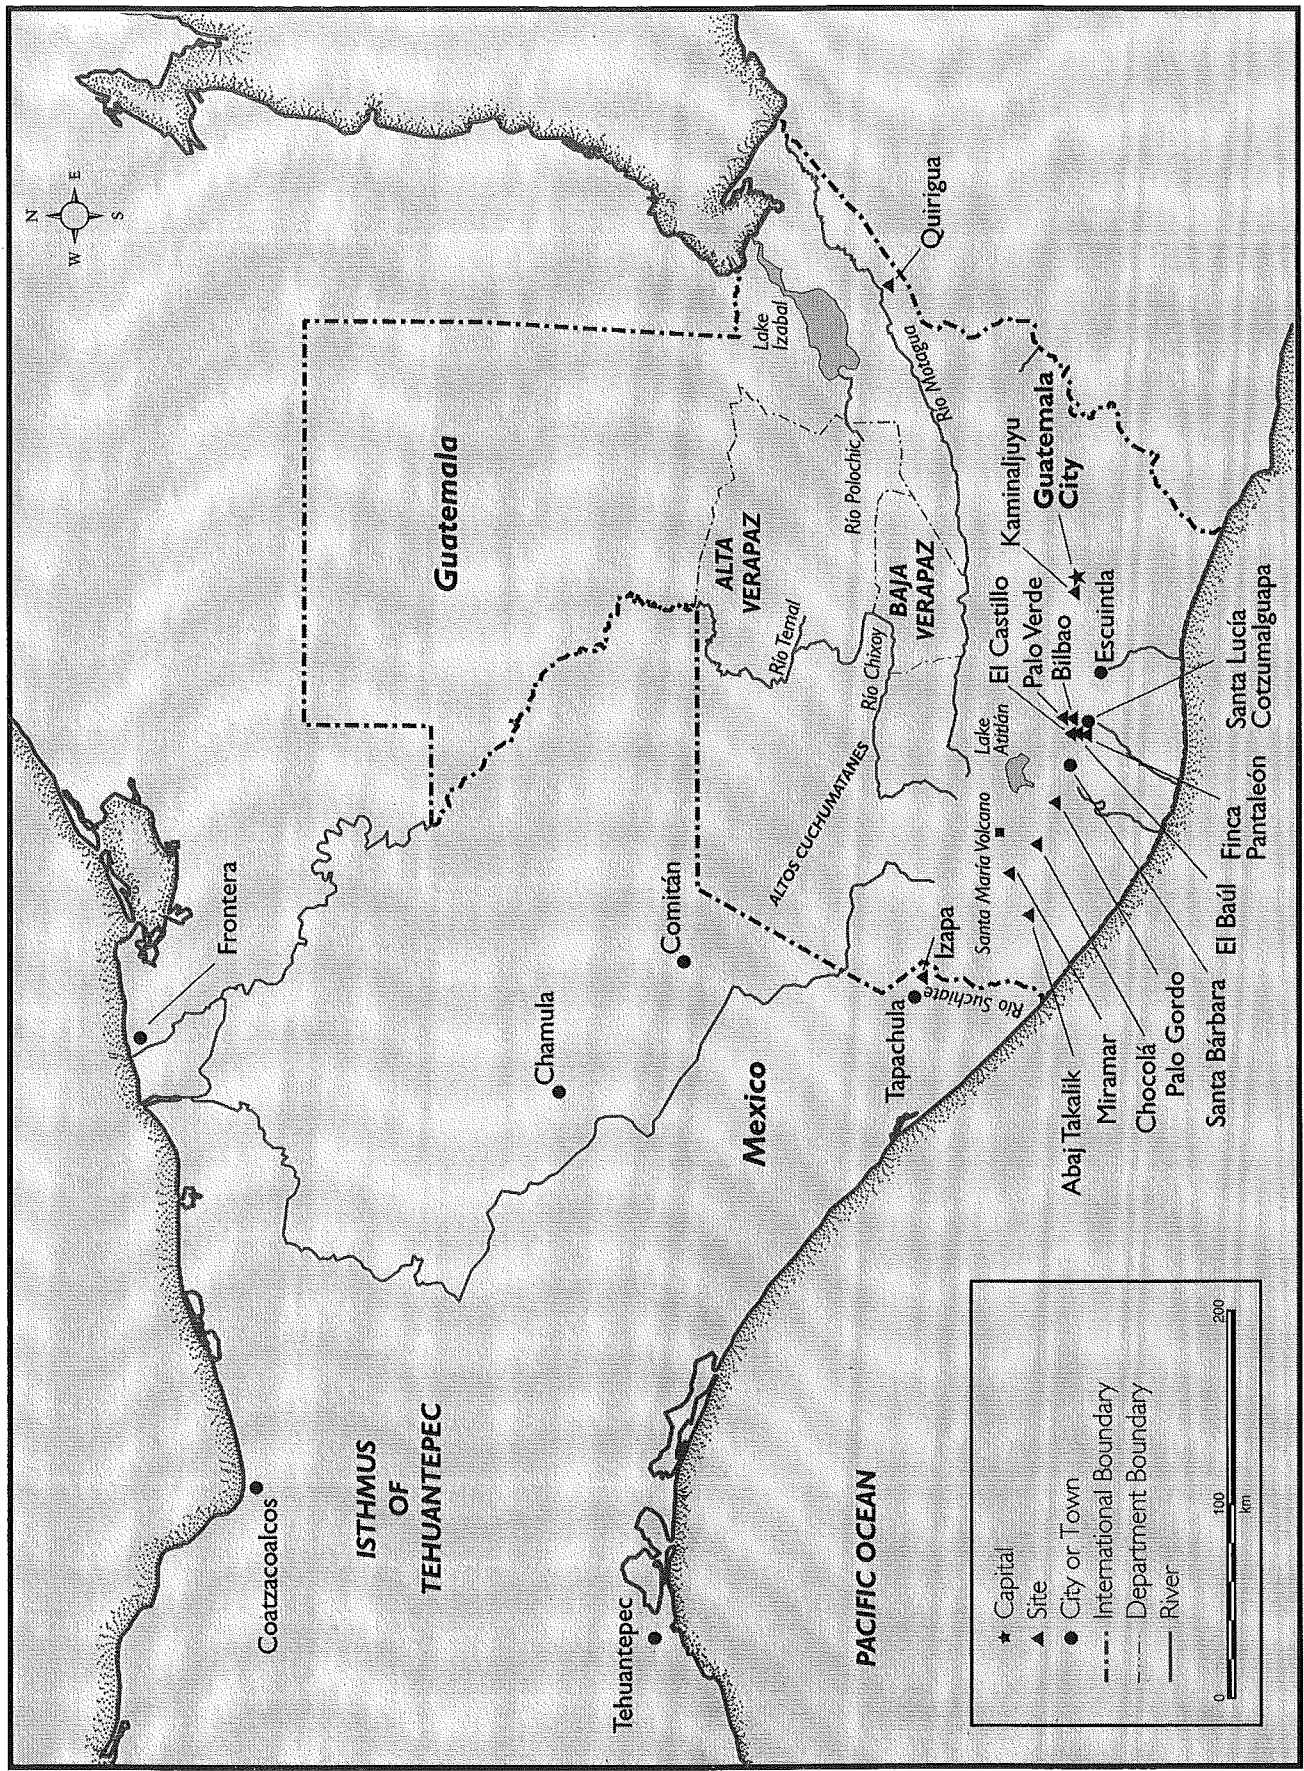 N
W
E
S
Frontera
Coatzacoalcos
ISTHMUS
OF
TEHUANTEPEC
Guatemala
Chamula
Comitán
Tehuantepec
Mexico
PACIFIC OCEAN
ALTA
VERAPAZ
Lake
Izabal
Río Temal
Río Polochic
Río Chixoy
BAJA
VERAPAZ
ALTOS CUCHUMATANES
Río Motagua
Quirigua
Tapachula
Izapa
Río Suchiate
Santa María Volcano
Lake
Atitlán
El Castillo
Palo Verde
Bilbao
Escuintla
Kaminaljuyu
Guatemala
City
Abaj Takalik
Miramar
Chocolá
Palo Gordo
Santa Bárbara
El Baúl
Finca
Pantaleón
Santa Lucía
Cotzumalguapa
Capital
Site
City or Town
International Boundary
Department Boundary
River
0
100
200
km